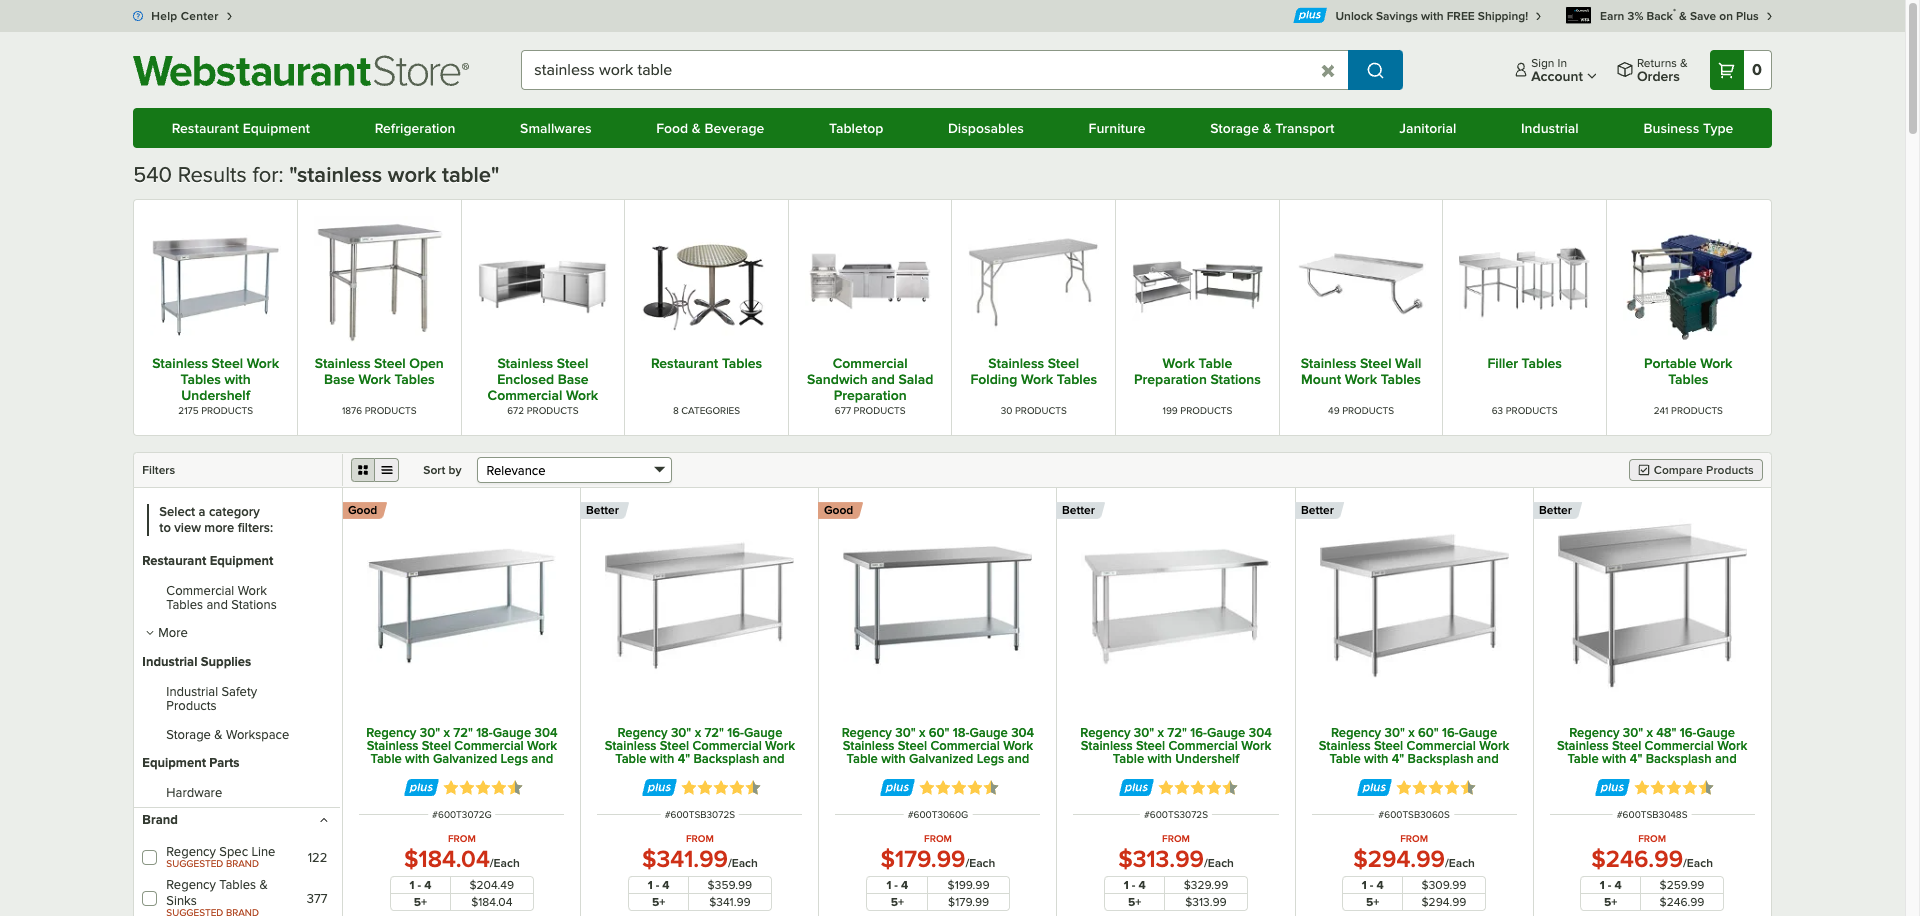 Help Center
plus Unlock Savings with FREE Shipping!
Earn 3% Back* & Save on Plus
WebstaurantStore®
stainless work table
Sign In
Account
Returns &
Orders
0
Restaurant Equipment
Refrigeration
Smallwares
Food & Beverage
Tabletop
Disposables
Furniture
Storage & Transport
Janitorial
Industrial
Business Type
540 Results for: "stainless work table"
Stainless Steel Work
Tables with
Undershelf
2175 PRODUCTS
Stainless Steel Open
Base Work Tables
1876 PRODUCTS
Stainless Steel
Enclosed Base
Commercial Work
672 PRODUCTS
Restaurant Tables
8 CATEGORIES
Commercial
Sandwich and Salad
Preparation
677 PRODUCTS
Stainless Steel
Folding Work Tables
30 PRODUCTS
Work Table
Preparation Stations
199 PRODUCTS
Stainless Steel Wall
Mount Work Tables
49 PRODUCTS
Filler Tables
63 PRODUCTS
Portable Work
Tables
241 PRODUCTS
Filters
Sort by
Relevance
Compare Products
Select a category
to view more filters:
Restaurant Equipment
Commercial Work
Tables and Stations
More
Industrial Supplies
Industrial Safety
Products
Storage & Workspace
Equipment Parts
Hardware
Brand
Regency Spec Line
SUGGESTED BRAND
122
Regency Tables &
Sinks
SUGGESTED BRAND
377
Good
Regency 30" x 72" 18-Gauge 304
Stainless Steel Commercial Work
Table with Galvanized Legs and
plus
#600T3072G
FROM
$184.04/Each
1 - 4 $204.49
5+ $184.04
Better
Regency 30" x 72" 16-Gauge
Stainless Steel Commercial Work
Table with 4" Backsplash and
plus
#600TSB3072S
FROM
$341.99/Each
1 - 4 $359.99
5+ $341.99
Good
Regency 30" x 60" 18-Gauge 304
Stainless Steel Commercial Work
Table with Galvanized Legs and
plus
#600T3060G
FROM
$179.99/Each
1 - 4 $199.99
5+ $179.99
Better
Regency 30" x 72" 16-Gauge 304
Stainless Steel Commercial Work
Table with Undershelf
plus
#600TS3072S
FROM
$313.99/Each
1 - 4 $329.99
5+ $313.99
Better
Regency 30" x 60" 16-Gauge
Stainless Steel Commercial Work
Table with 4" Backsplash and
plus
#600TSB3060S
FROM
$294.99/Each
1 - 4 $309.99
5+ $294.99
Better
Regency 30" x 48" 16-Gauge
Stainless Steel Commercial Work
Table with 4" Backsplash and
plus
#600TSB3048S
FROM
$246.99/Each
1 - 4 $259.99
5+ $246.99